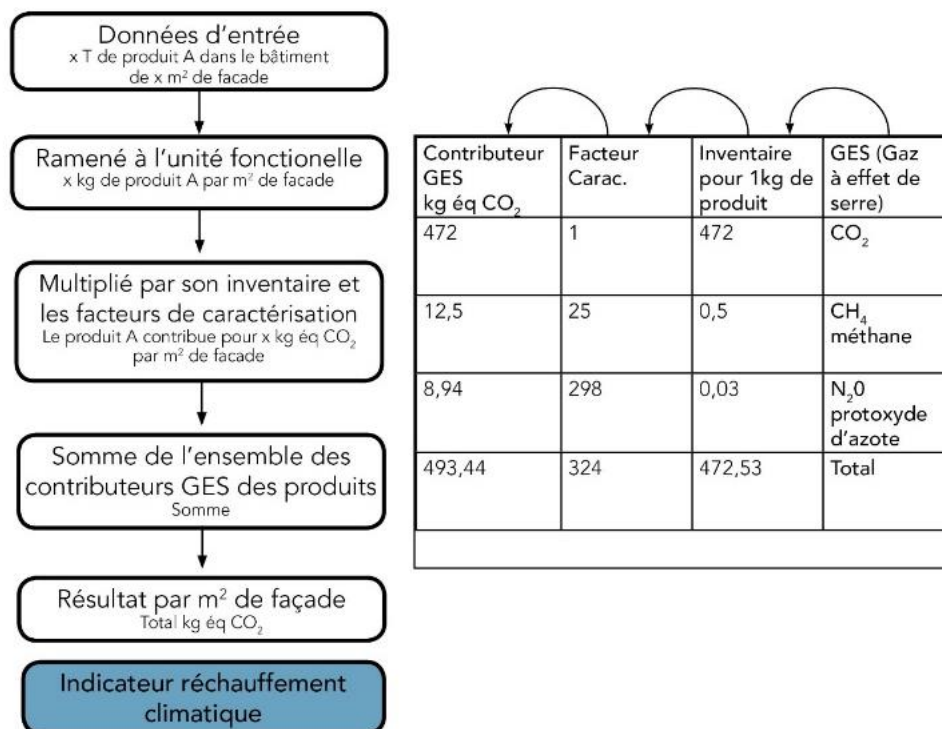 Données d'entrée
x T de produit A dans le bâtiment
de x m² de facade
Ramené à l'unité fonctionelle
x kg de produit A par m² de facade
Multiplié par son inventaire et
les facteurs de caractérisation
Le produit A contribue pour x kg éq CO₂
par m² de facade
Somme de l'ensemble des
contributeurs GES des produits
Somme
Résultat par m² de façade
Total kg éq CO₂
Indicateur réchauffement
climatique
Contributeur
GES
kg éq CO₂
Facteur
Carac.
Inventaire
pour 1kg de
produit
GES (Gaz
à effet de
serre)
472
1
472
CO₂
12,5
25
0,5
CH₄
méthane
8,94
298
0,03
N₂0
protoxyde
d'azote
493,44
324
472,53
Total